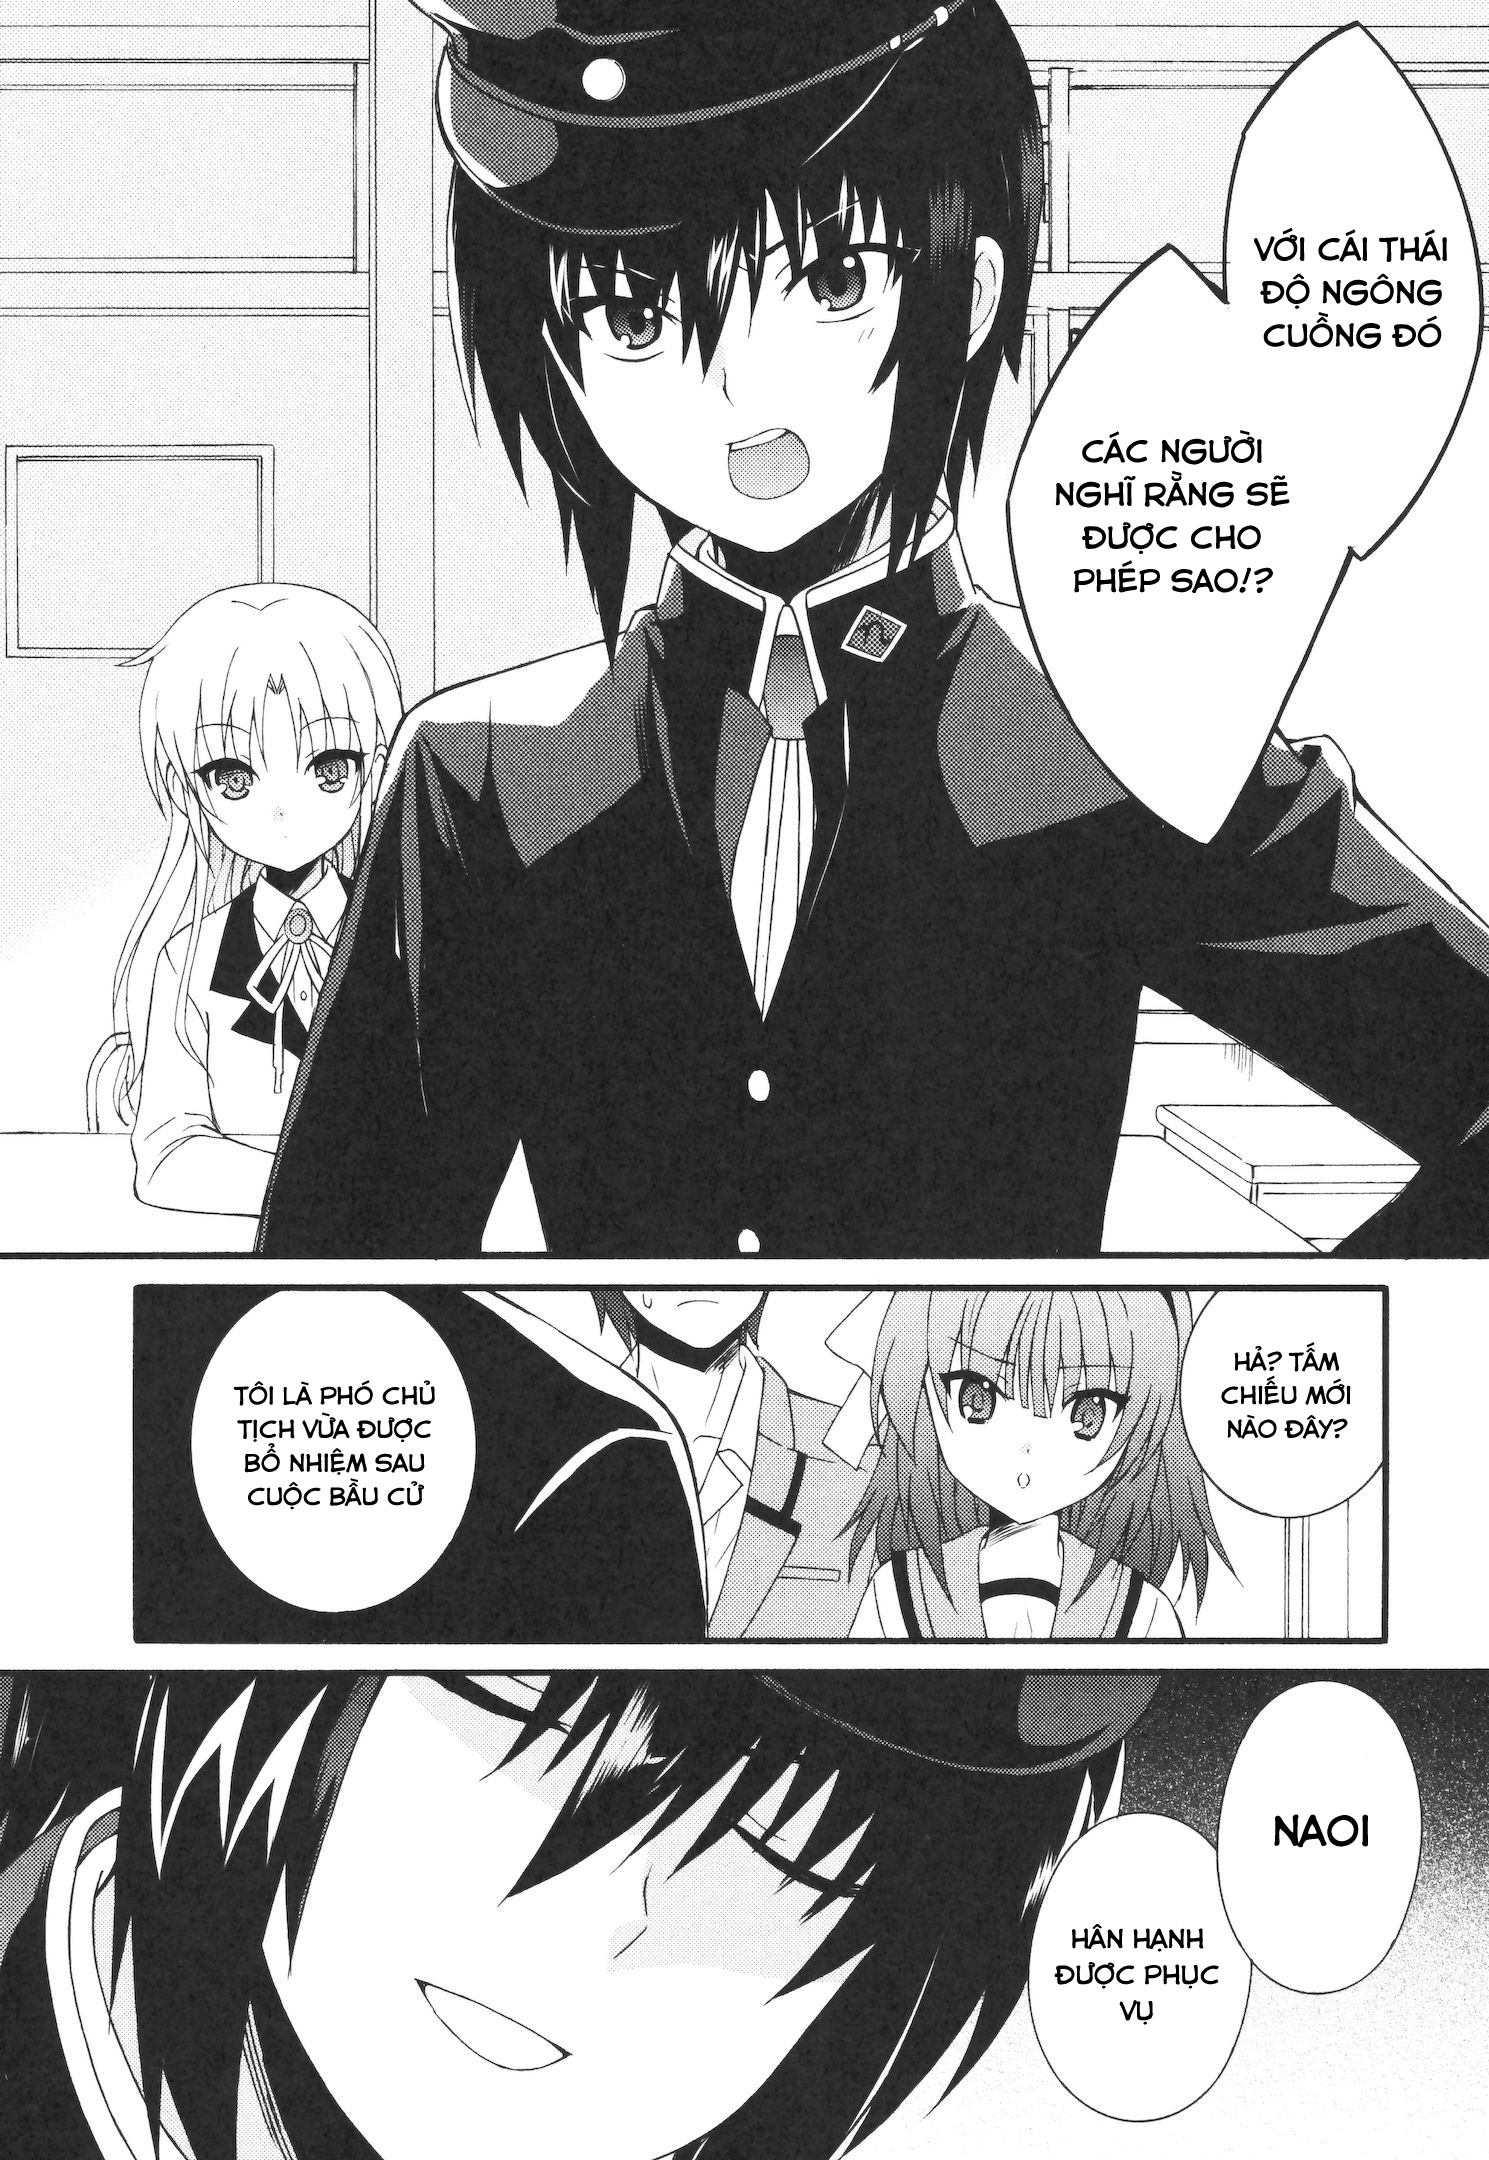 VỚI CÁI THÁI
ĐỘ NGÔNG
CUỒNG ĐÓ
CÁC NGƯỜI
NGHĨ RẰNG SẼ
ĐƯỢC CHO
PHÉP SAO!?
HẢ? TẤM
CHIẾU MỚI
NÀO ĐÂY?
TÔI LÀ PHÓ CHỦ
TỊCH VỪA ĐƯỢC
BỔ NHIỆM SAU
CUỘC BẦU CỬ
NAOI
HÂN HẠNH
ĐƯỢC PHỤC
VỤ